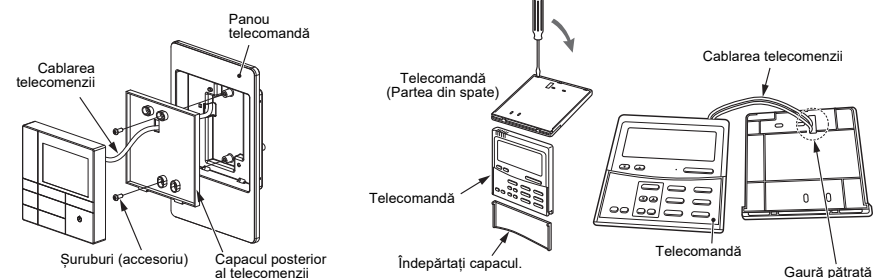 Panou
telecomandă
Cablarea
telecomenzii
Șuruburi (accesoriu)
Capacul posterior
al telecomenzii
Telecomandă
(Partea din spate)
Telecomandă
Îndepărtați capacul.
Cablarea telecomenzii
Telecomandă
Gaură pătrată